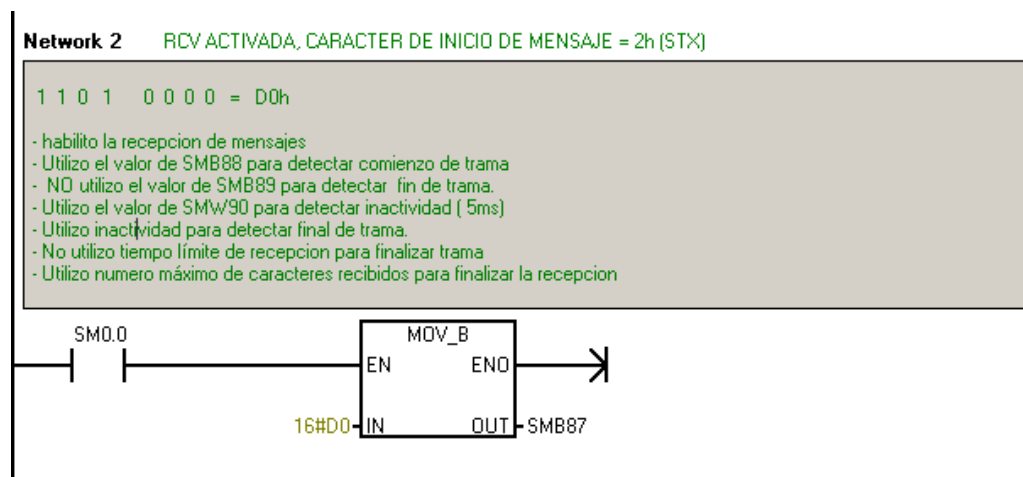 Network 2 RCV ACTIVADA, CARACTER DE INICIO DE MENSAJE = 2h (STX)
1 1 0 1 0 0 0 0 = D0h
- habilito la recepcion de mensajes
- Utilizo el valor de SMB88 para detectar comienzo de trama
- NO utilizo el valor de SMB89 para detectar fin de trama.
- Utilizo el valor de SMW90 para detectar inactividad ( 5ms)
- Utilizo inactividad para detectar final de trama.
- No utilizo tiempo límite de recepcion para finalizar trama
- Utilizo numero máximo de caracteres recibidos para finalizar la recepcion
SM0.0
MOV_B
EN ENO
16#D0 IN OUT SMB87